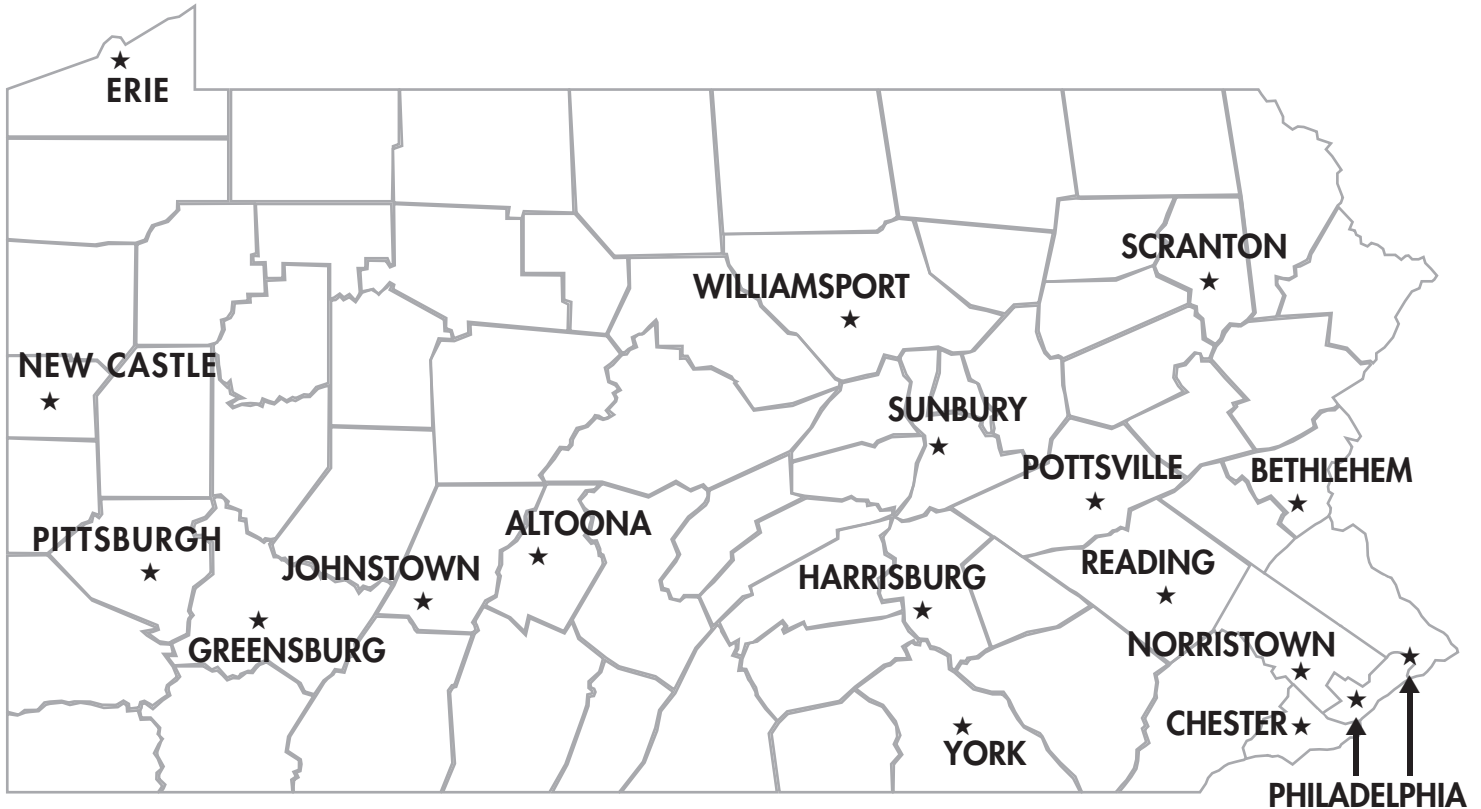 ERIE
SCRANTON
WILLIAMSPORT
NEW CASTLE
SUNBURY
POTTSVILLE
BETHLEHEM
ALTOONA
PITTSBURGH
JOHNSTOWN
HARRISBURG
READING
GREENSBURG
NORRISTOWN
CHESTER
YORK
PHILADELPHIA